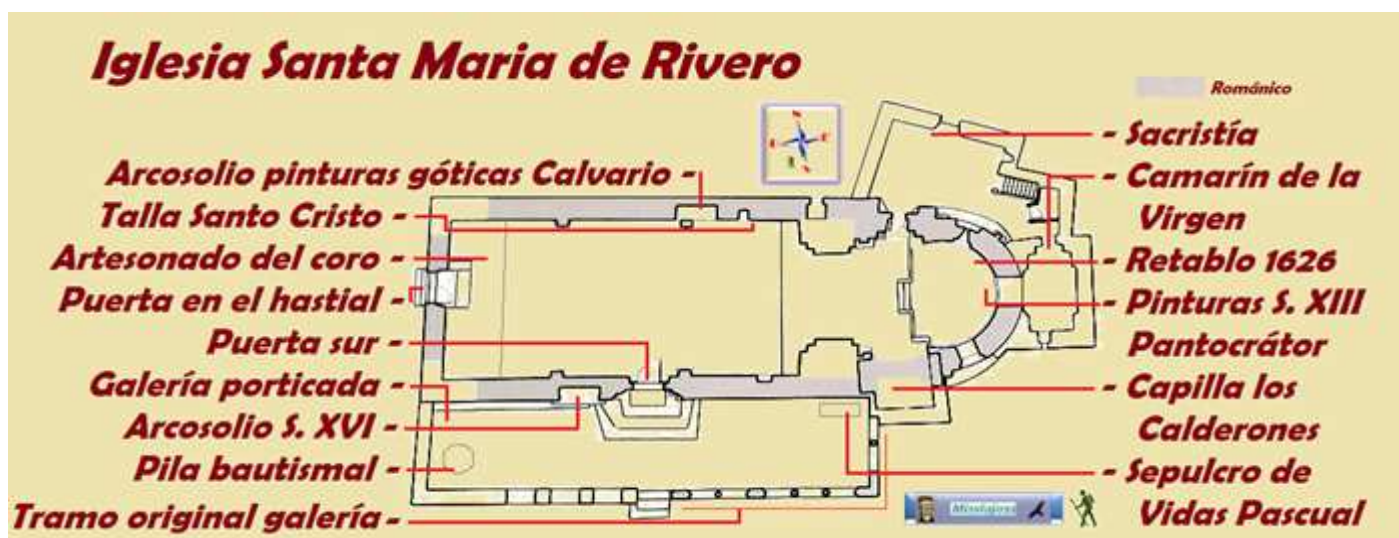 Iglesia Santa Maria de Rivero
Románico
Arcosolio pinturas góticas Calvario -
Talla Santo Cristo -
Artesonado del coro -
Puerta en el hastial -
Puerta sur -
Galería porticada -
Arcosolio S. XVI -
Pila bautismal -
Tramo original galería -
- Sacristía
- Camarín de la
Virgen
- Retablo 1626
- Pinturas S. XIII
Pantocrátor
- Capilla los
Calderones
- Sepulcro de
Vidas Pascual